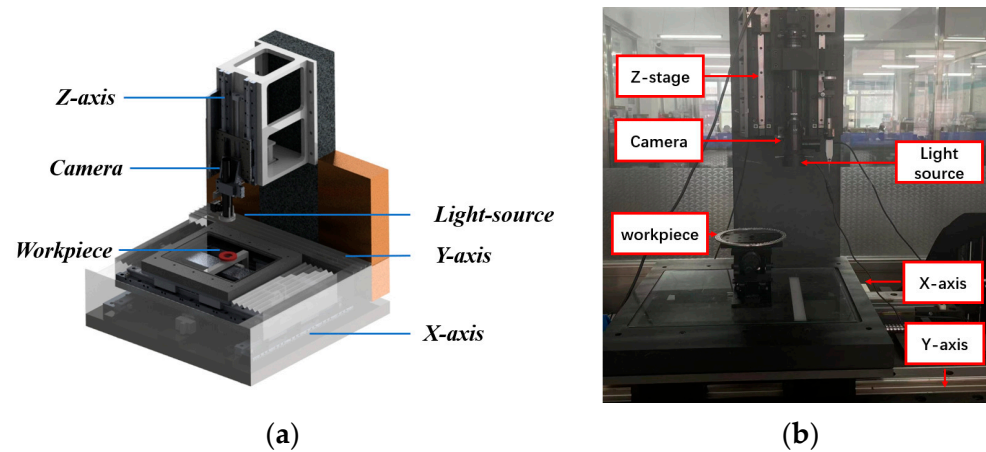 Z-axis
Camera
Light-source
Workpiece
Y-axis
X-axis
(a)
Z-stage
Camera
Light
source
workpiece
X-axis
Y-axis
(b)